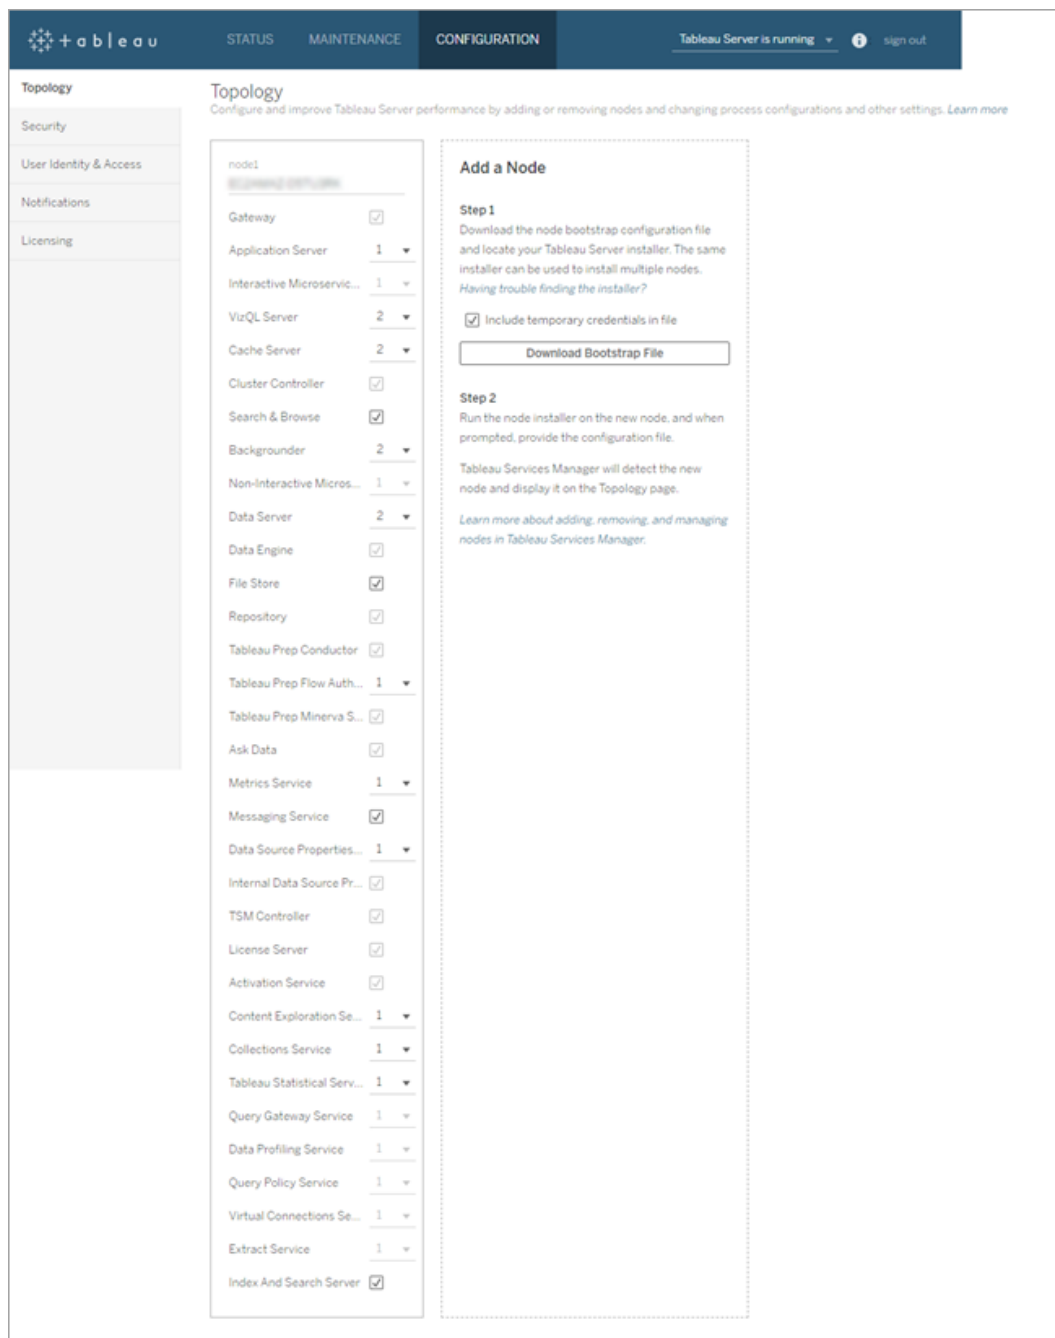 +ableau
STATUS MAINTENANCE CONFIGURATION Tableau Server is running sign out
Topology
Security
User Identity & Access
Notifications
Licensing
Topology
Configure and improve Tableau Server performance by adding or removing nodes and changing process configurations and other settings. Learn more
node1
Gateway
Application Server 1
Interactive Microservic... 1
VizQL Server 2
Cache Server 2
Cluster Controller
Search & Browse
Backgrounder 2
Non-Interactive Micros... 1
Data Server 2
Data Engine
File Store
Repository
Tableau Prep Conductor
Tableau Prep Flow Auth... 1
Tableau Prep Minerva S...
Ask Data
Metrics Service 1
Messaging Service
Data Source Properties... 1
Internal Data Source Pr...
TSM Controller
License Server
Activation Service
Content Exploration Se... 1
Collections Service 1
Tableau Statistical Serv... 1
Query Gateway Service 1
Data Profiling Service 1
Query Policy Service 1
Virtual Connections Se... 1
Extract Service 1
Index And Search Server
Add a Node
Step 1
Download the node bootstrap configuration file
and locate your Tableau Server installer. The same
installer can be used to install multiple nodes.
Having trouble finding the installer?
Include temporary credentials in file
Download Bootstrap File
Step 2
Run the node installer on the new node, and when
prompted, provide the configuration file.
Tableau Services Manager will detect the new
node and display it on the Topology page.
Learn more about adding, removing, and managing
nodes in Tableau Services Manager.